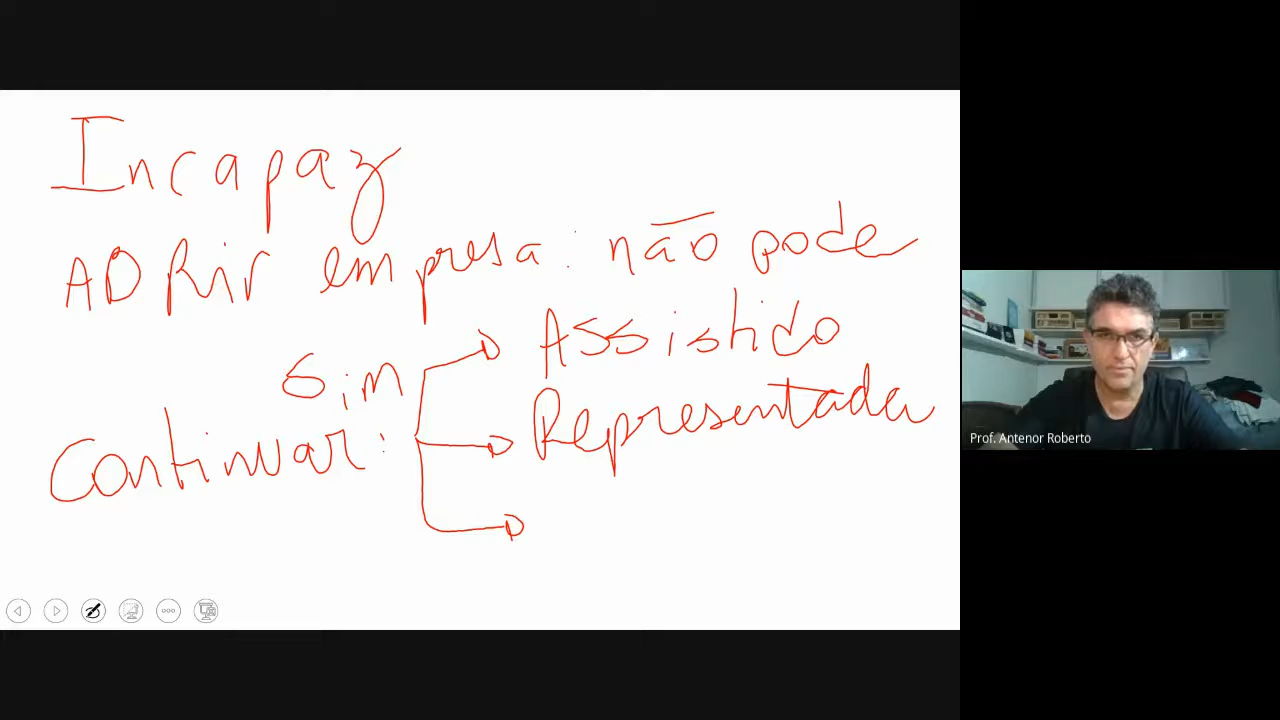 Incapaz
ABRir empresa: não pode
Sim
Assistido
Continuar:
Representada
Prof. Antenor Roberto